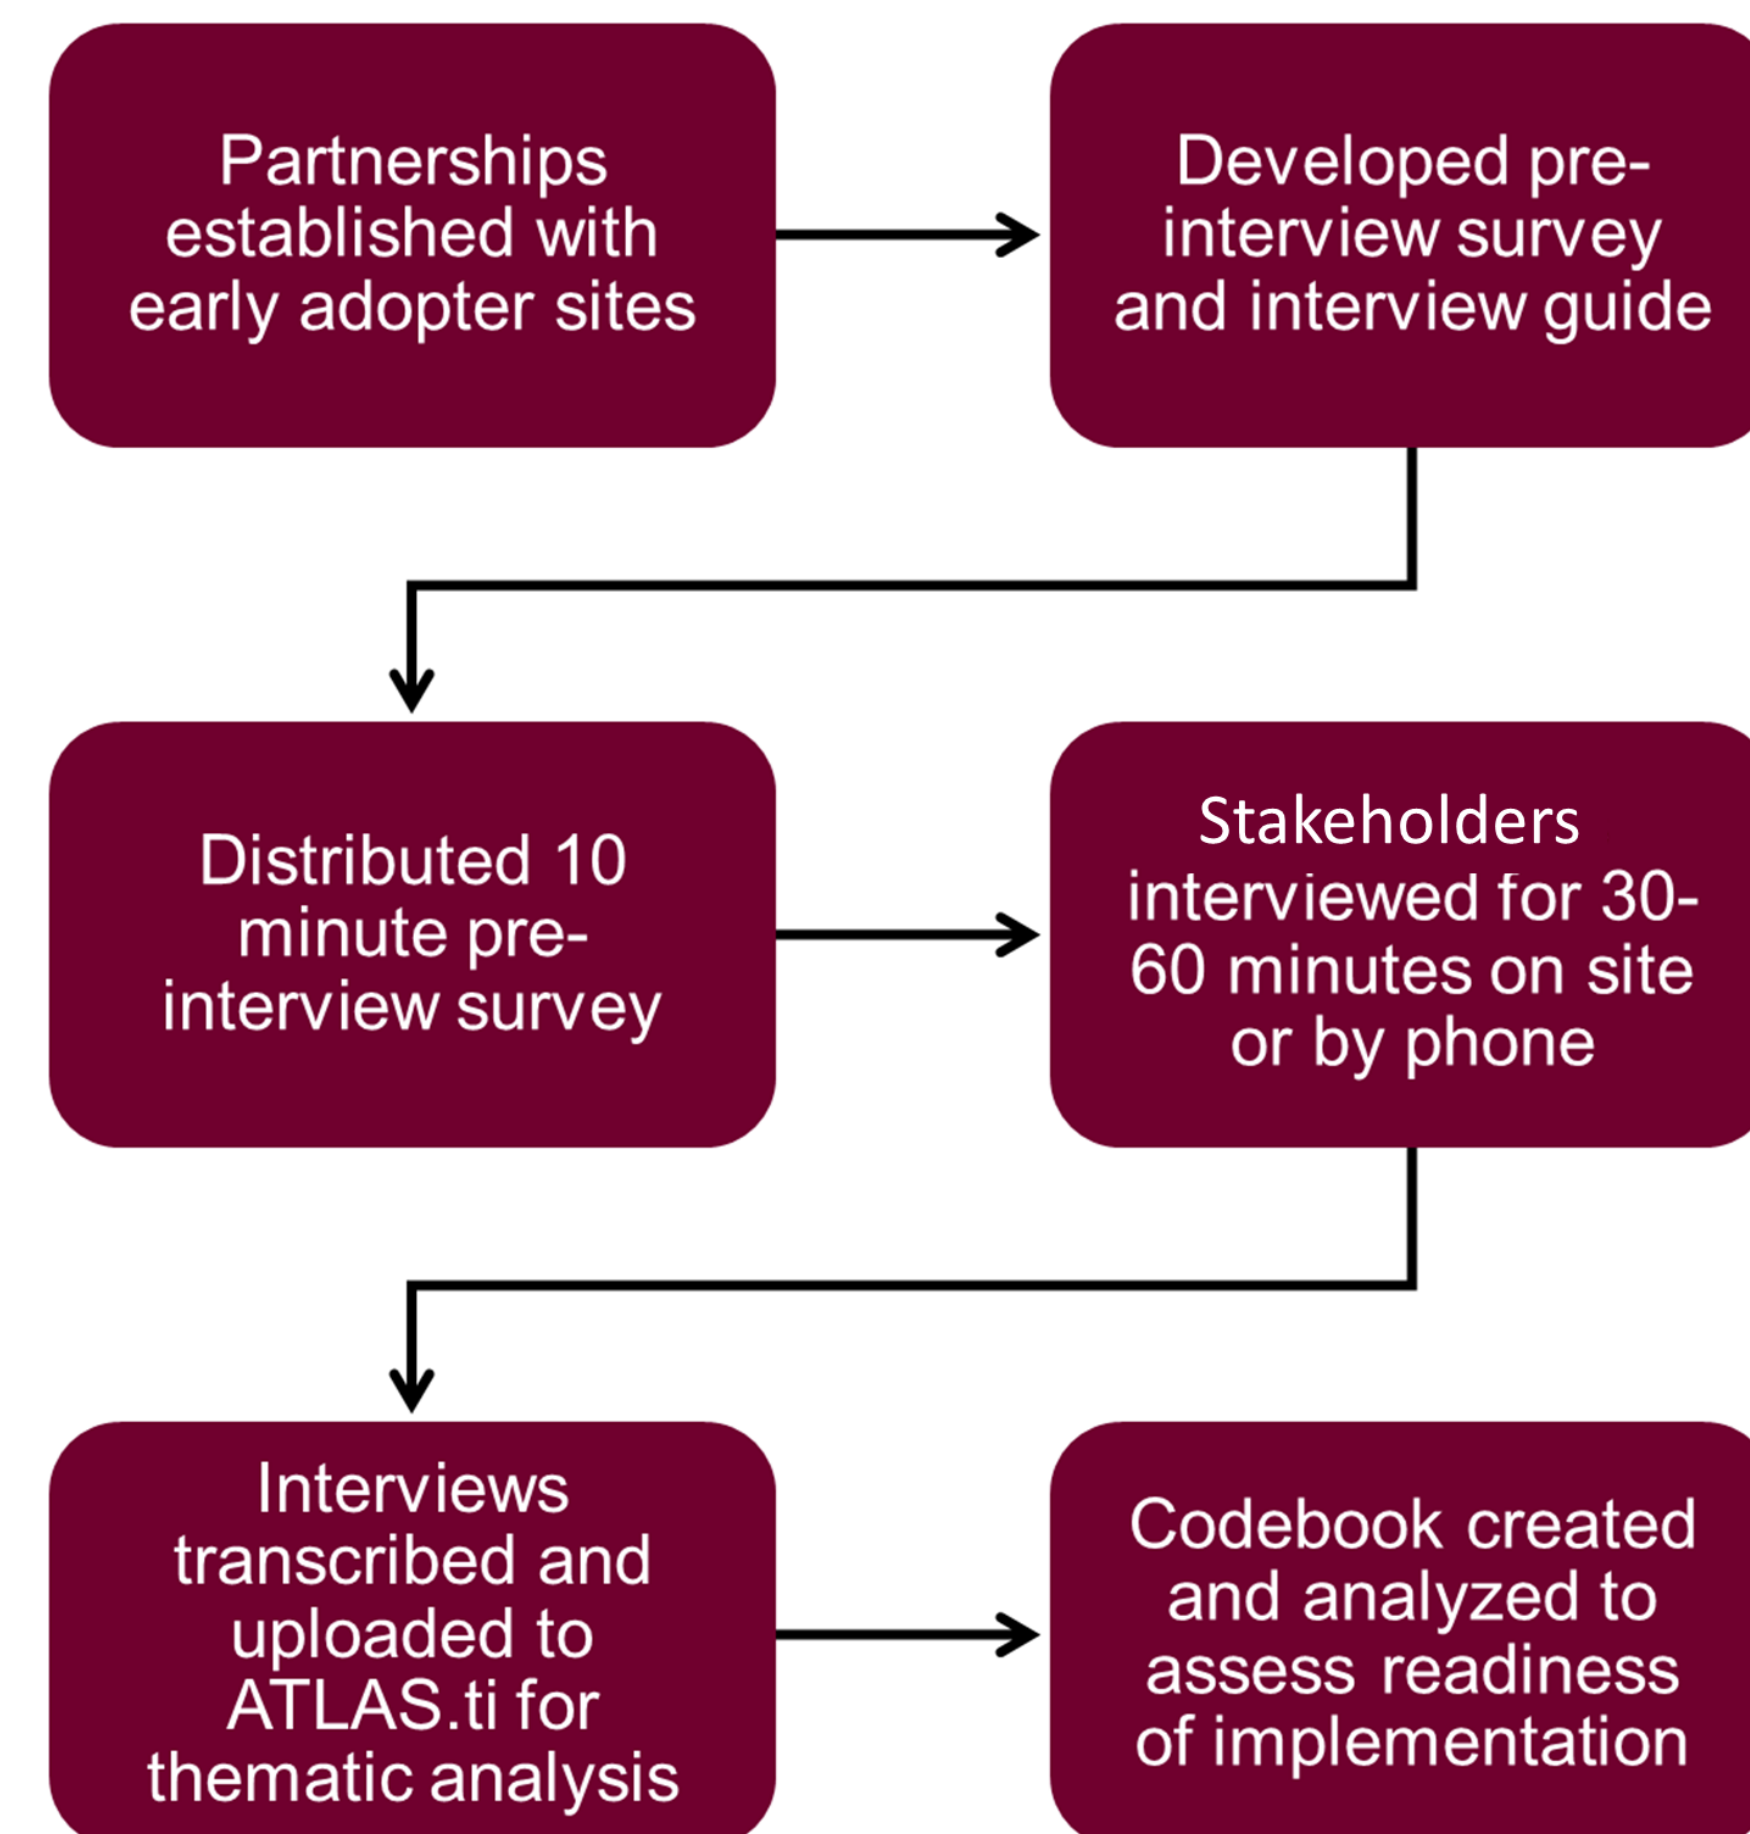 Partnerships
established with
early adopter sites
Developed pre-
interview survey
and interview guide
Distributed 10
minute pre-
interview survey
Stakeholders
interviewed for 30-
60 minutes on site
or by phone
Interviews
transcribed and
uploaded to
ATLAS.ti for
thematic analysis
Codebook created
and analyzed to
assess readiness
of implementation